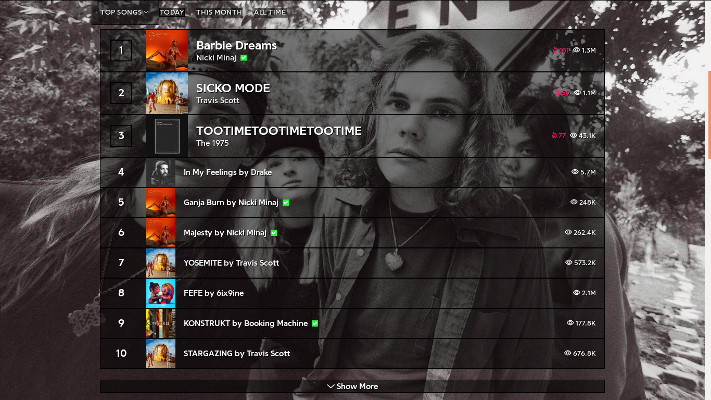 EN
TOP SONGS TODAY THIS MONTH ALL TIME
1 Barbie Dreams
Nicki Minaj
1.3M
2 SICKO MODE
Travis Scott
1.1M
3 TOOTIMETOOTIMETOOTIME
The 1975
77 43.1K
4 In My Feelings by Drake 5.7M
5 Ganja Burn by Nicki Minaj 248K
6 Majesty by Nicki Minaj 262.4K
7 YOSEMITE by Travis Scott 573.2K
8 FEFE by 6ix9ine 2.1M
9 KONSTRUKT by Booking Machine 177.8K
10 STARGAZING by Travis Scott 676.8K
Show More